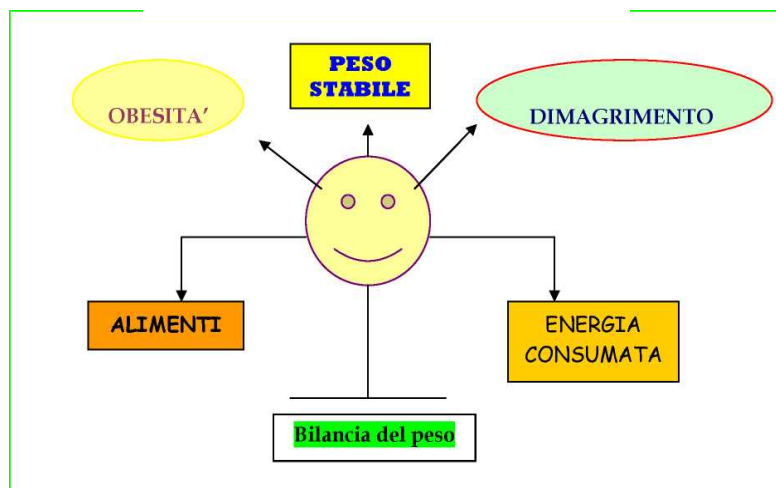 PESO
STABILE
OBESITA’
DIMAGRIMENTO
ALIMENTI
ENERGIA
CONSUMATA
Bilancia del peso